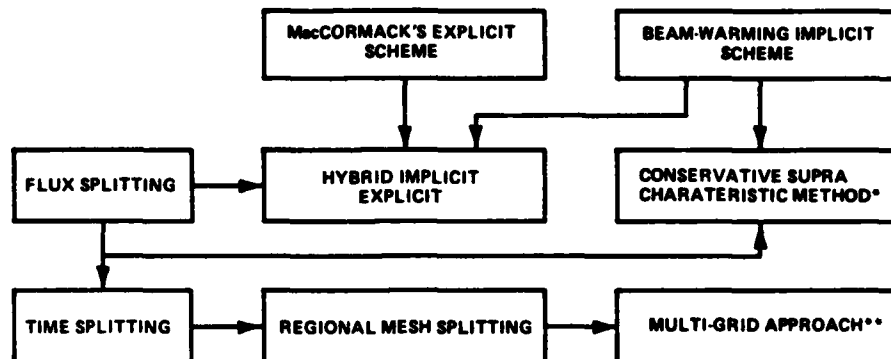 MacCORMACK'S EXPLICIT
SCHEME
BEAM-WARMING IMPLICIT
SCHEME
FLUX SPLITTING
HYBRID IMPLICIT
EXPLICIT
CONSERVATIVE SUPRA
CHARATERISTIC METHOD*
TIME SPLITTING
REGIONAL MESH SPLITTING
MULTI-GRID APPROACH**